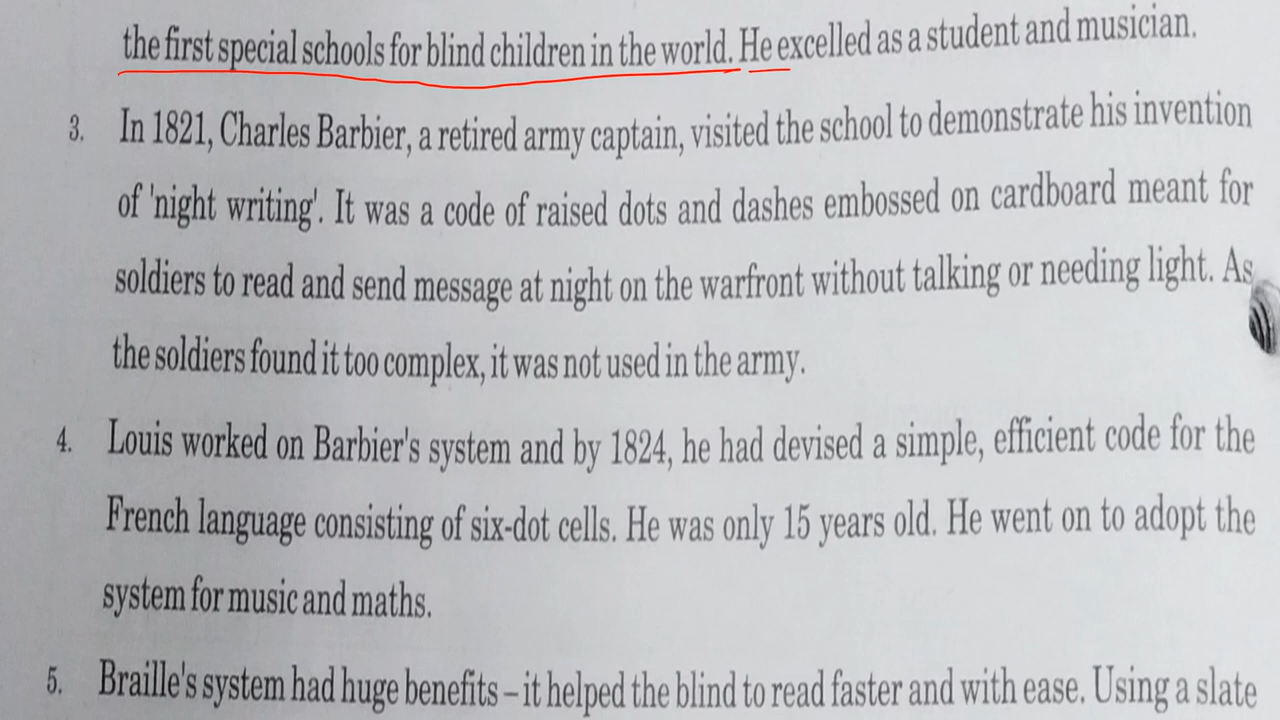 the first special schools for blind children in the world. He excelled as a student and musician.
3. In 1821, Charles Barbier, a retired army captain, visited the school to demonstrate his invention
of 'night writing'. It was a code of raised dots and dashes embossed on cardboard meant for
soldiers to read and send message at night on the warfront without talking or needing light. As
the soldiers found it too complex, it was not used in the army.
4. Louis worked on Barbier's system and by 1824, he had devised a simple, efficient code for the
French language consisting of six-dot cells. He was only 15 years old. He went on to adopt the
system for music and maths.
5. Braille's system had huge benefits – it helped the blind to read faster and with ease. Using a slate